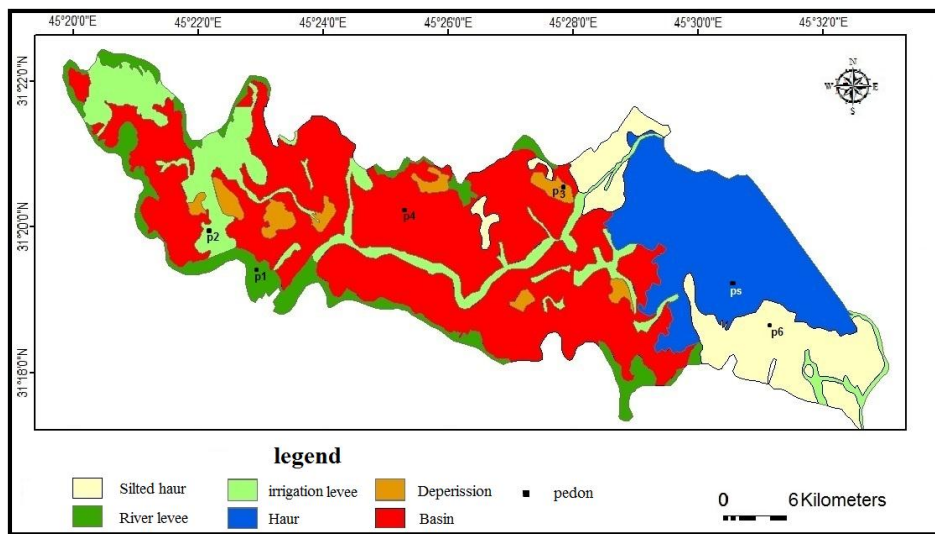 45°20'0"E 45°22'0"E 45°24'0"E 45°26'0"E 45°28'0"E 45°30'0"E 45°32'0"E
31°22'0"N
N
W E
S
p3
p4
31°20'0"N
p2
p1
ps
p6
31°18'0"N
legend
Silted haur irrigation levee Deperission pedon
River levee Haur Basin
0 6 Kilometers